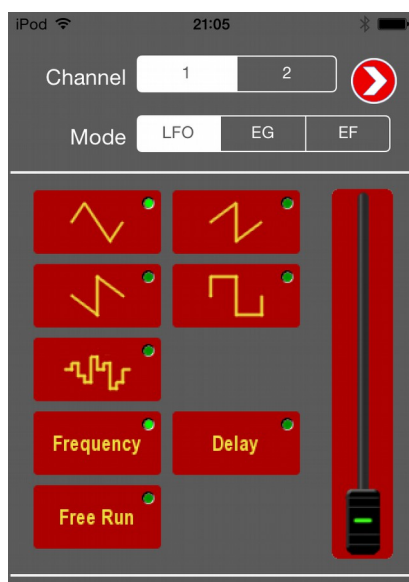 iPod 21:05
Channel 1 2
Mode LFO EG EF
Frequency Delay
Free Run